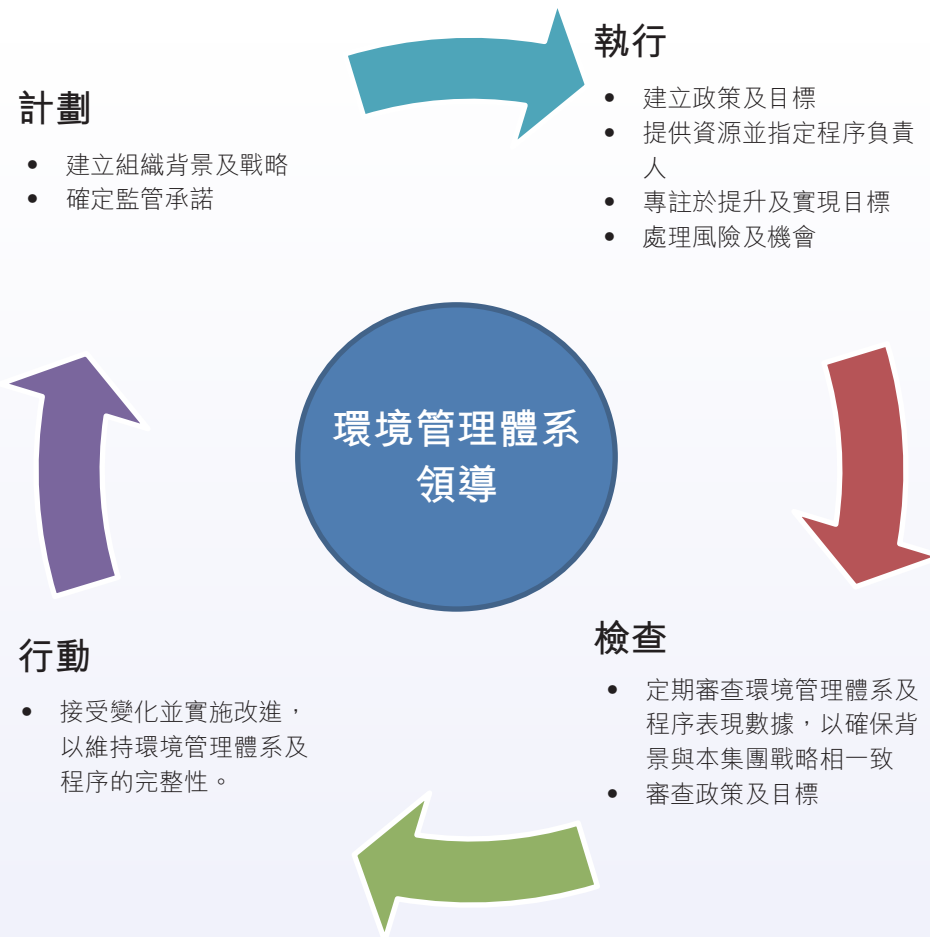 計劃
• 建立組織背景及戰略
• 確定監管承諾
執行
• 建立政策及目標
• 提供資源並指定程序負責
人
• 專註於提升及實現目標
• 處理風險及機會
環境管理體系
領導
檢查
• 定期審查環境管理體系及
程序表現數據，以確保背
景與本集團戰略相一致
• 審查政策及目標
行動
• 接受變化並實施改進，
以維持環境管理體系及
程序的完整性。